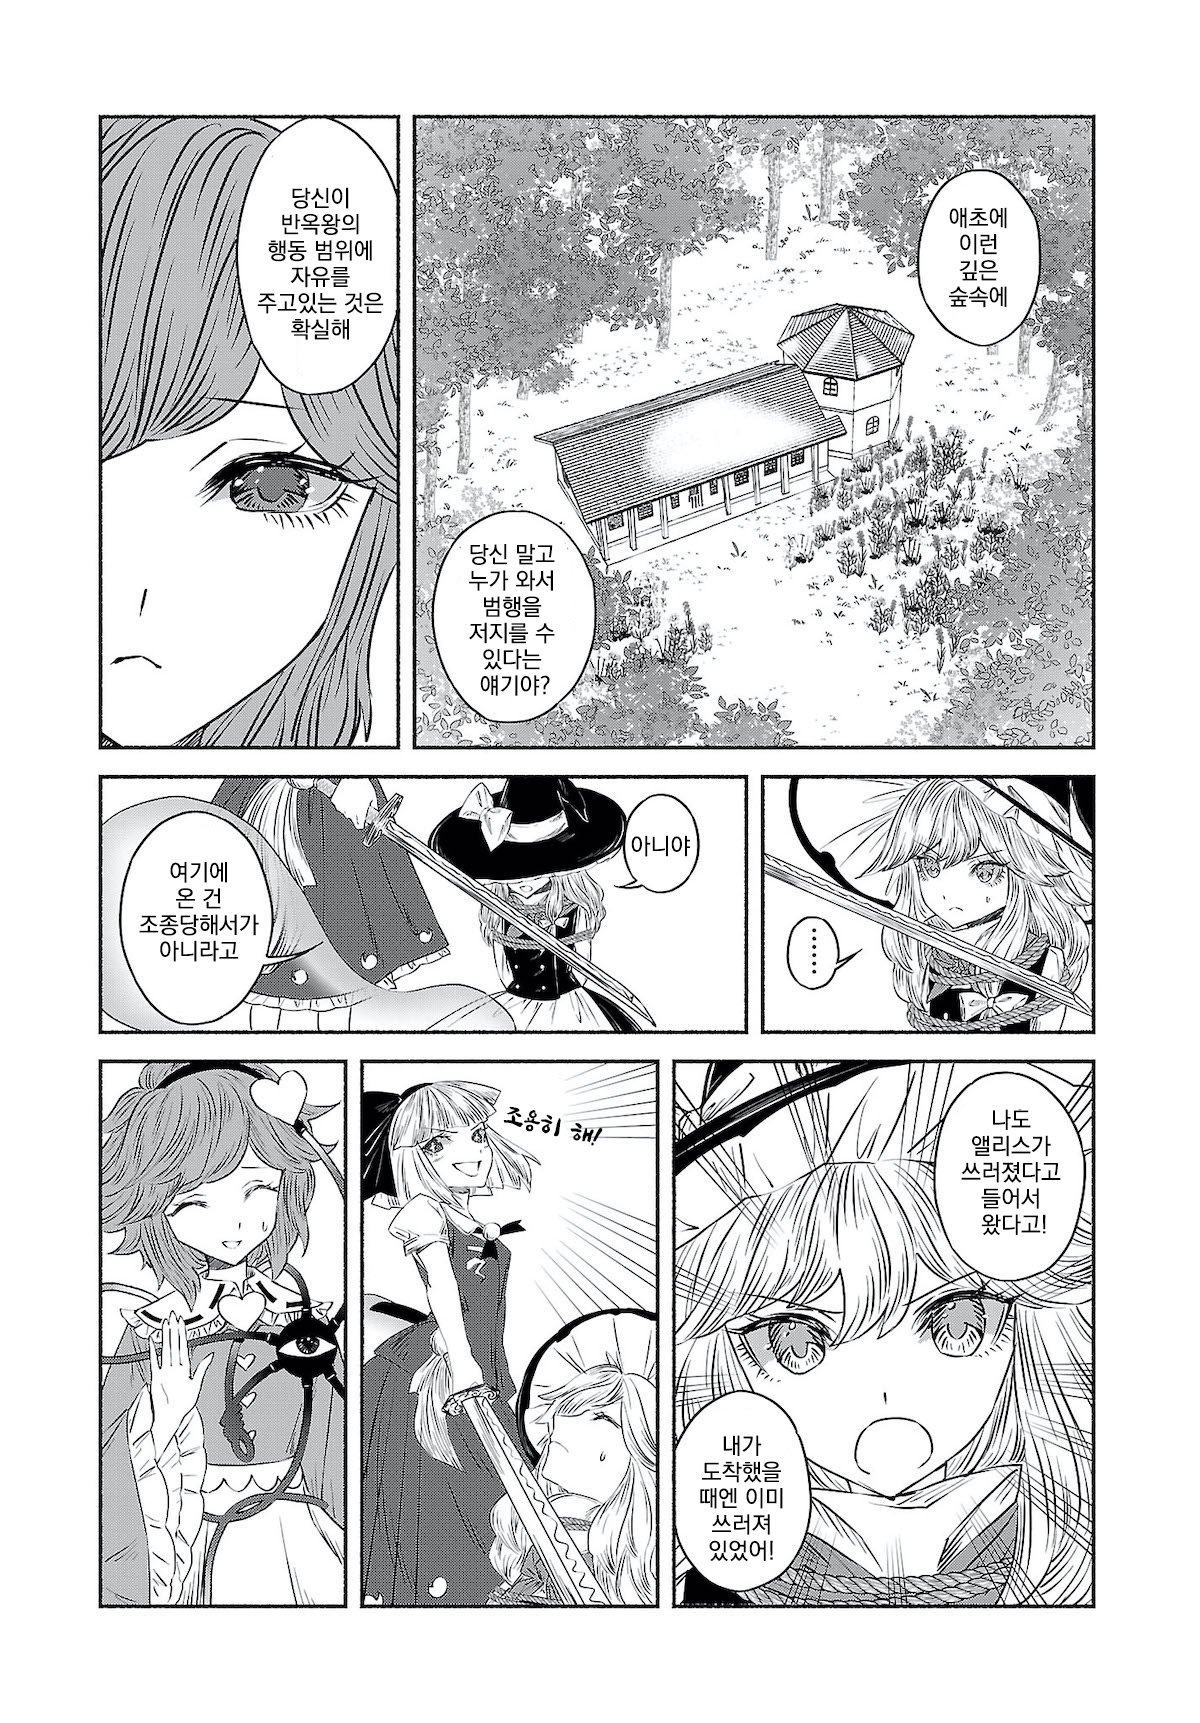 애초에
이런
깊은
숲속에
당신 말고
누가 와서
범행을
저지를 수
있다는
얘기야?
당신이
반옥왕의
행동 범위에
자유를
주고있는 것은
확실해
……
아니야
여기에
온 건
조종당해서가
아니라고
나도
앨리스가
쓰러졌다고
들어서
왔다고!
내가
도착했을
때엔 이미
쓰러져
있었어!
조용히 해!